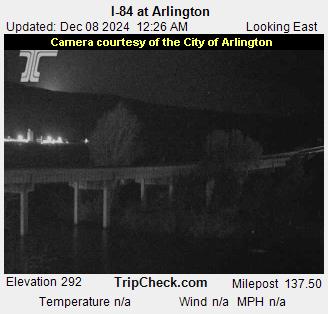 I-84 at Arlington
Updated: Dec 08 2024 12:26 AM Looking East
Camera courtesy of the City of Arlington
Elevation 292 TripCheck.com Milepost 137.50
Temperature n/a Wind n/a MPH n/a